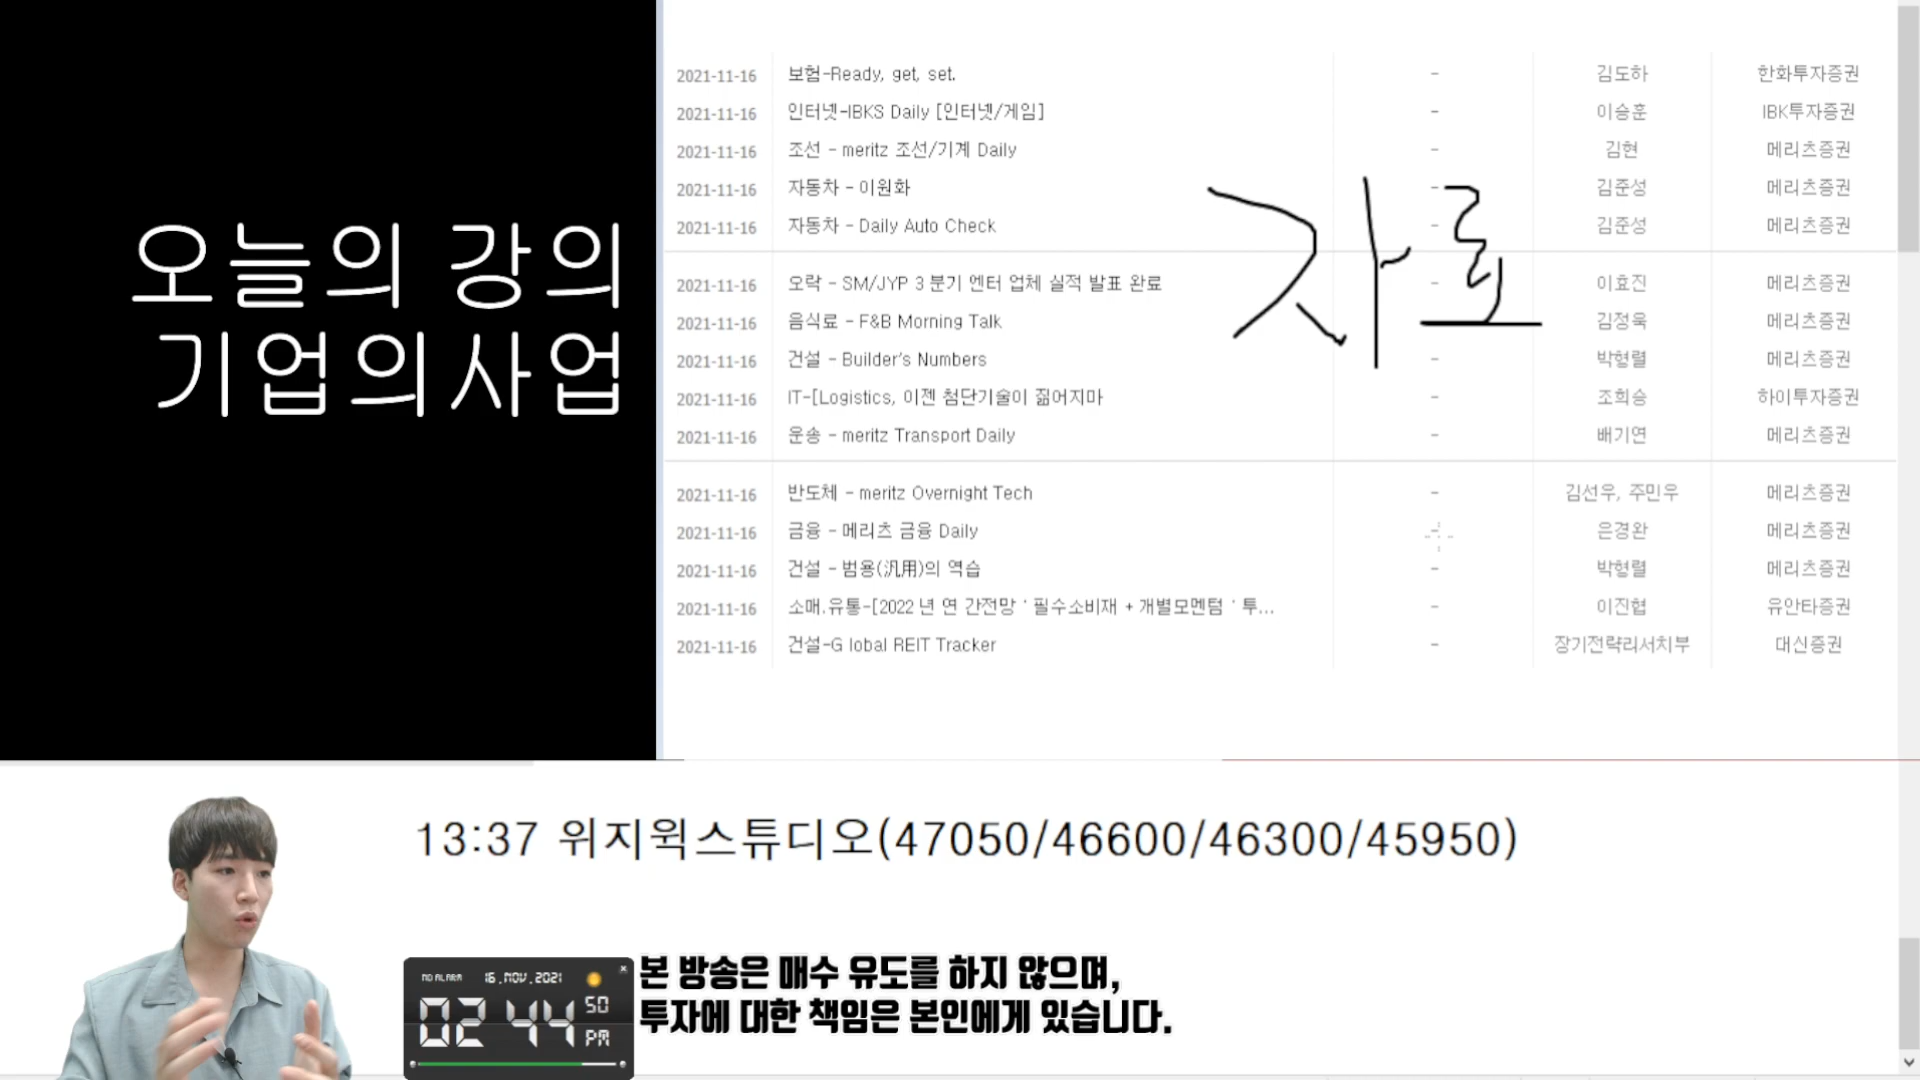 오늘의 강의
기업의사업
2021-11-16 보험-Ready, get, set. - 김도하 한화투자증권
2021-11-16 인터넷-IBKS Daily [인터넷/게임] - 이승훈 IBK투자증권
2021-11-16 조선 - meritz 조선/기계 Daily - 김현 메리츠증권
2021-11-16 자동차 - 이원화 - 김준성 메리츠증권
2021-11-16 자동차 - Daily Auto Check - 김준성 메리츠증권
자료
2021-11-16 오락 - SM/JYP 3 분기 엔터 업체 실적 발표 완료 - 이효진 메리츠증권
2021-11-16 음식료 - F&B Morning Talk 김정욱 메리츠증권
2021-11-16 건설 - Builder's Numbers - 박형렬 메리츠증권
2021-11-16 IT-[Logistics, 이젠 첨단기술이 짊어지마 - 조희승 하이투자증권
2021-11-16 운송 - meritz Transport Daily - 배기연 메리츠증권
2021-11-16 반도체 - meritz Overnight Tech - 김선우, 주민우 메리츠증권
2021-11-16 금융 - 메리츠 금융 Daily - 은경완 메리츠증권
2021-11-16 건설 - 범용(汎用)의 역습 - 박형렬 메리츠증권
2021-11-16 소매.유통-[2022 년 연 간전망 ' 필수소비재 + 개별모멘텀 ' 투... - 이진협 유안타증권
2021-11-16 건설-G lobal REIT Tracker - 장기전략리서치부 대신증권
13:37 위지윅스튜디오(47050/46600/46300/45950)
NO ALARM 16.NOV.2021
02 44 50 PM
본 방송은 매수 유도를 하지 않으며,
투자에 대한 책임은 본인에게 있습니다.